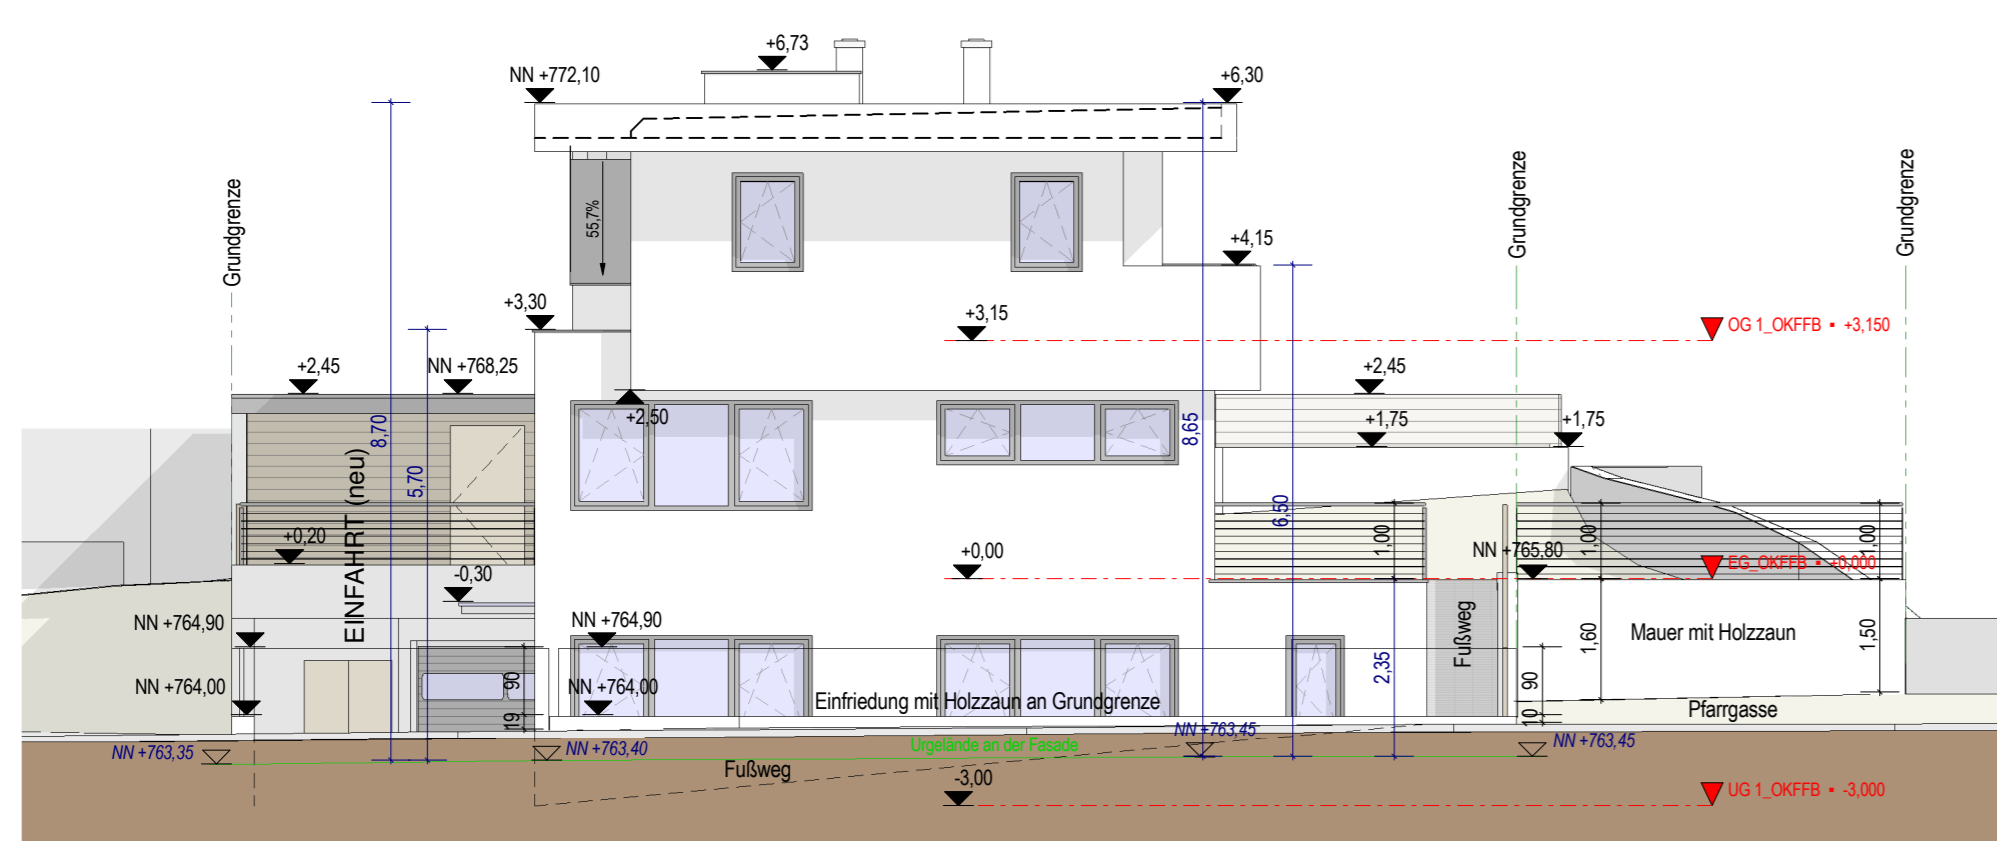 +6,73
NN +772,10
+6,30
Grundgrenze
Grundgrenze
Grundgrenze
55,7%
+4,15
+3,30
+3,15
OG 1_OKFFB ▪ +3,150
+2,45
NN +768,25
+2,45
+2,50
+1,75
+1,75
8,70
8,65
5,70
6,50
EINFAHRT (neu)
+0,20
1,00
1,00
1,00
+0,00
NN +765,80
EG_OKFFB ▪ +0,000
-0,30
NN +764,90
NN +764,90
Fußweg
1,60
Mauer mit Holzzaun
1,50
2,35
90
90
NN +764,00
NN +764,00
Einfriedung mit Holzzaun an Grundgrenze
19
10
Pfarrgasse
NN +763,35
NN +763,40
Urgelände an der Fasade
NN +763,45
NN +763,45
Fußweg
-3,00
UG 1_OKFFB ▪ -3,000